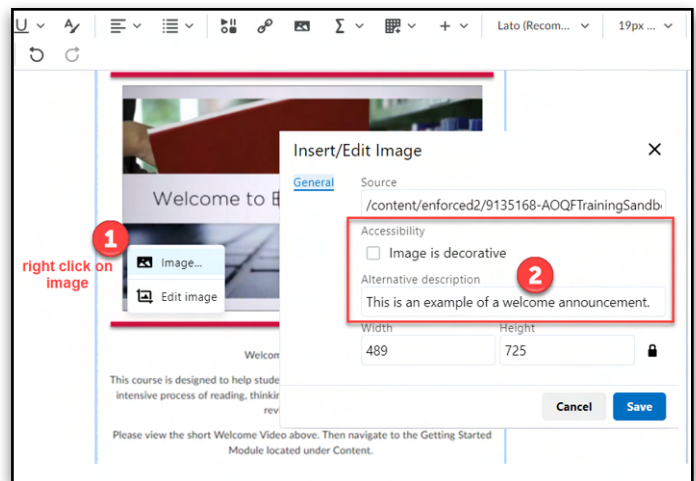 U
Σ
+
Lato (Recom...
19px ...
Welcome to E
1
right click on
image
Image...
Edit image
Insert/Edit Image
General
Source
/content/enforced2/9135168-AOQFTrainingSandb
Accessibility
Image is decorative
2
Alternative description
This is an example of a welcome announcement.
Width
Height
489
725
Cancel
Save
Welcom
This course is designed to help stude
intensive process of reading, thinkin
rev
Please view the short Welcome Video above. Then navigate to the Getting Started
Module located under Content.